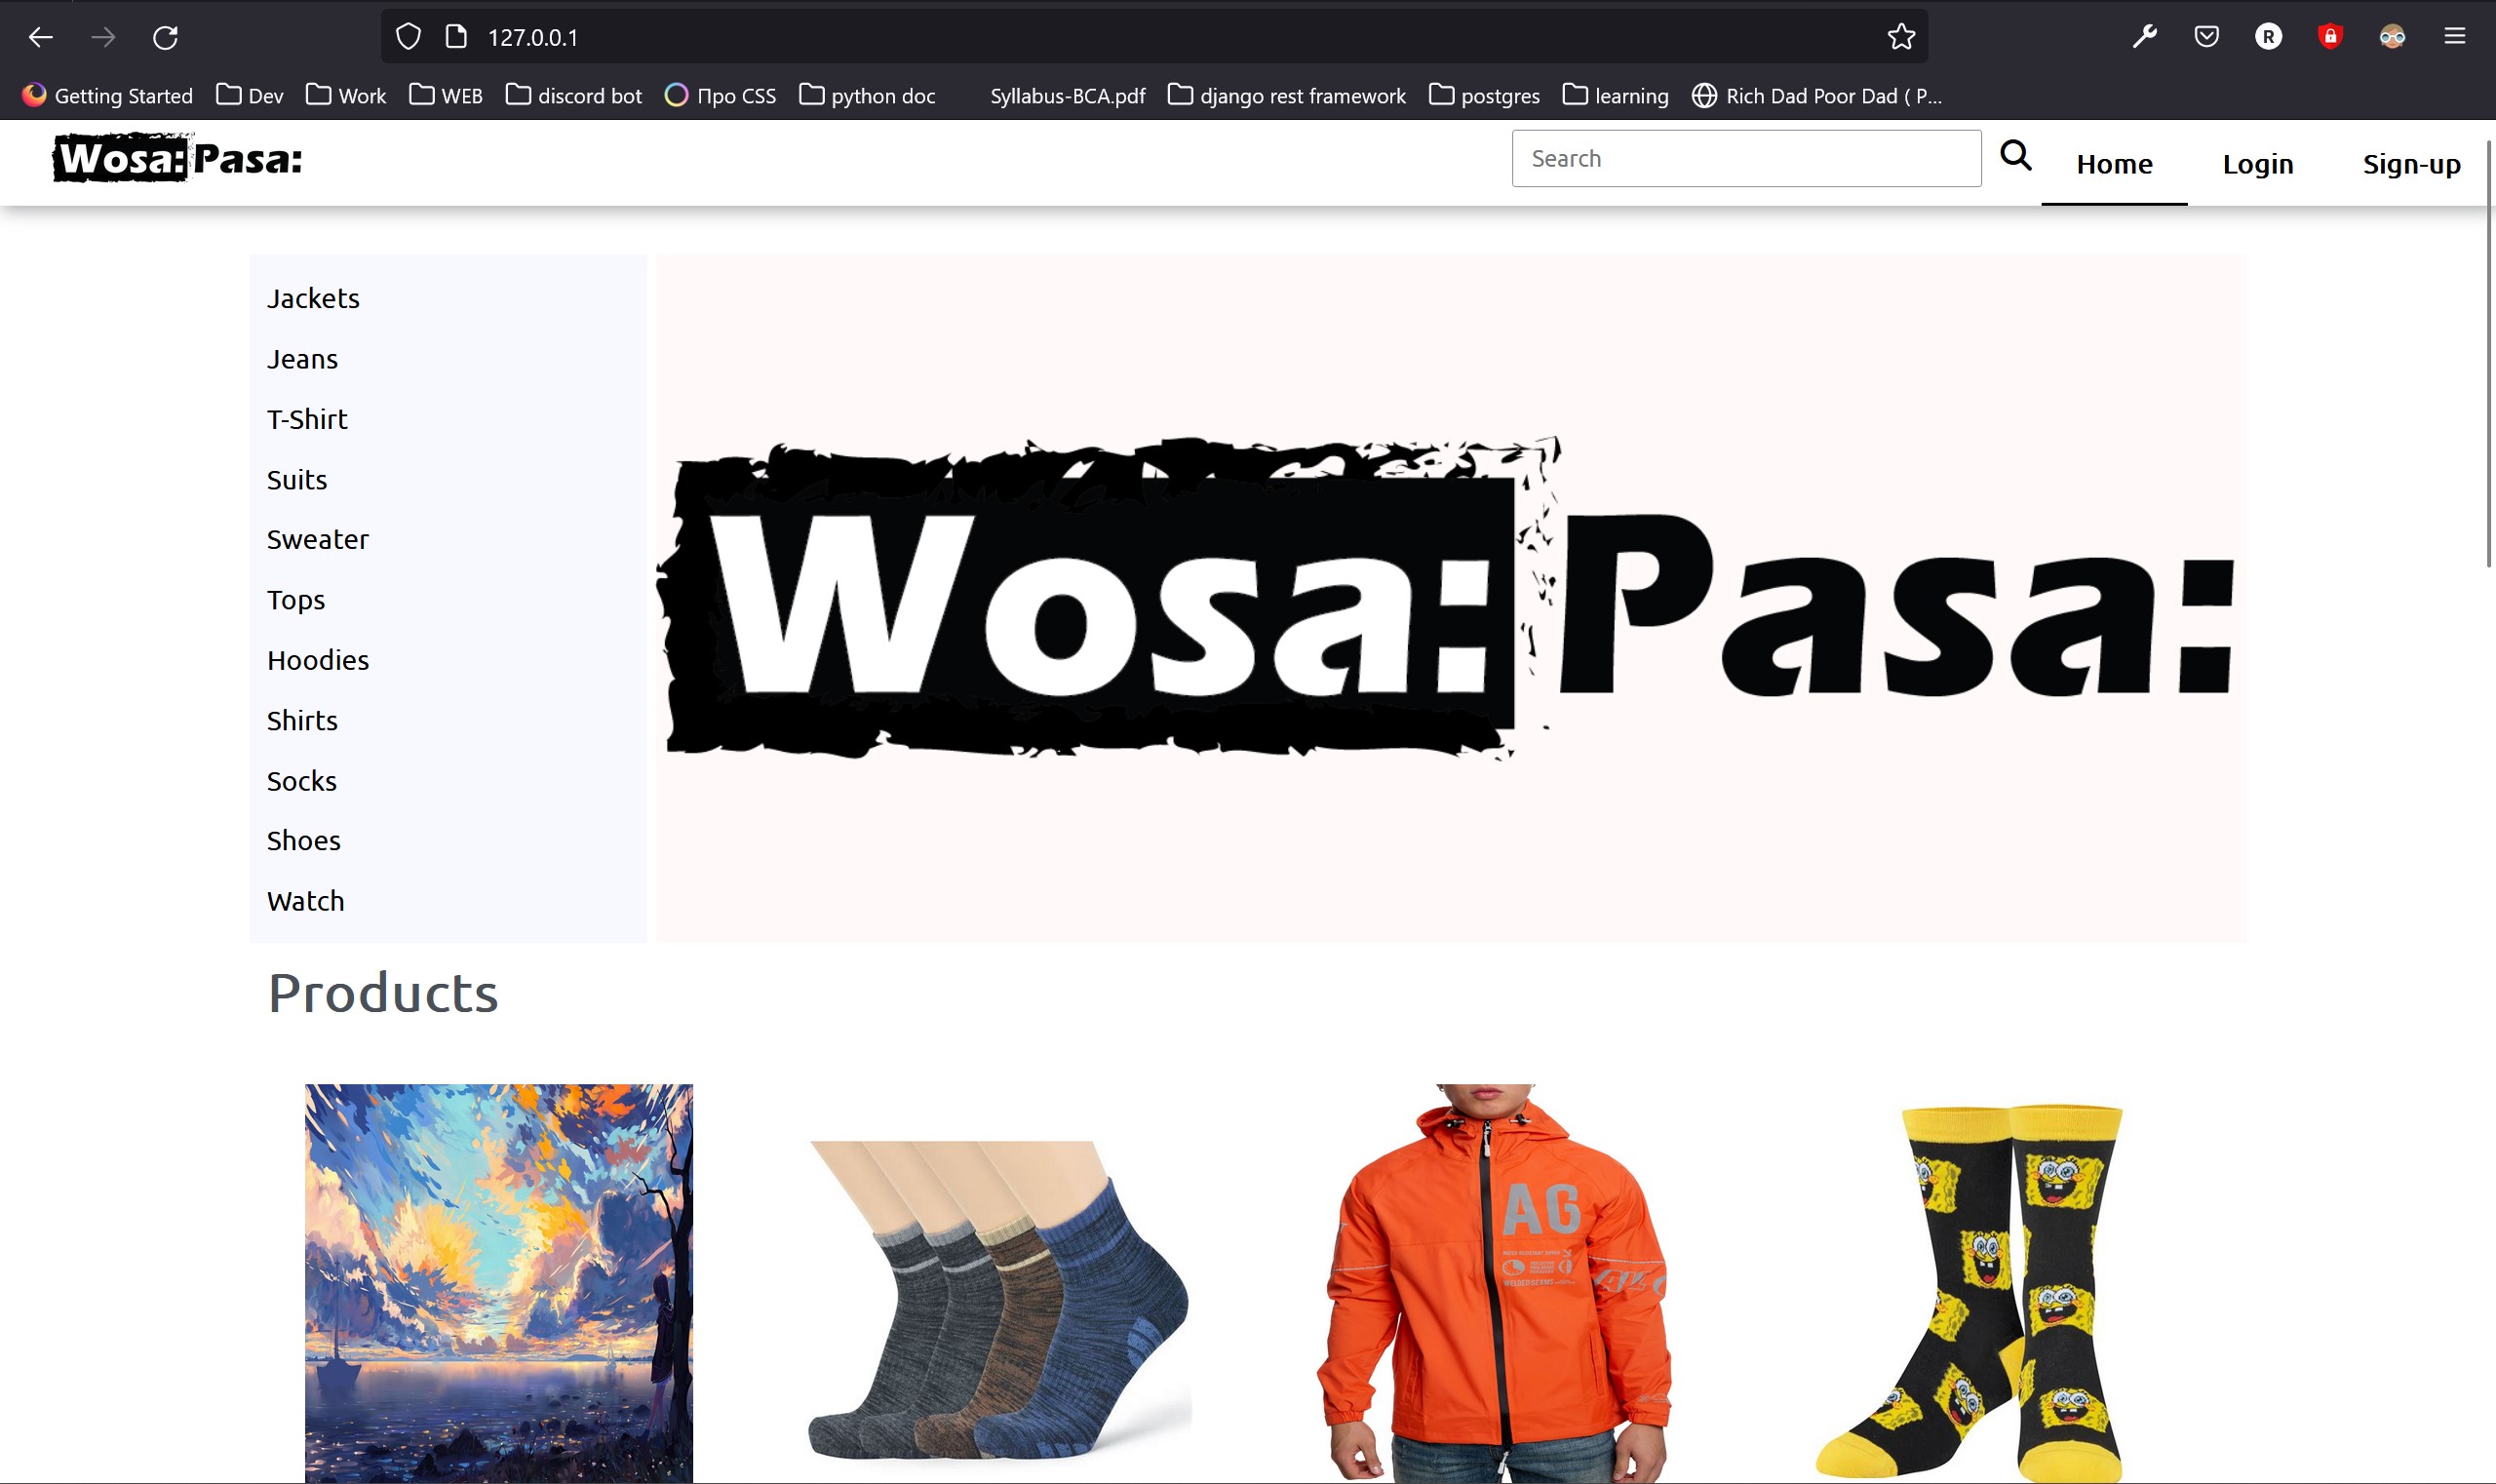 127.0.0.1
Getting Started Dev Work WEB discord bot Про CSS python doc Syllabus-BCA.pdf django rest framework postgres learning Rich Dad Poor Dad ( P...
Wosa: Pasa: Search Home Login Sign-up
Jackets
Jeans
T-Shirt
Suits
Sweater
Tops
Hoodies
Shirts
Socks
Shoes
Watch
Wosa: Pasa:
Products
AG
WELDED SEAMS